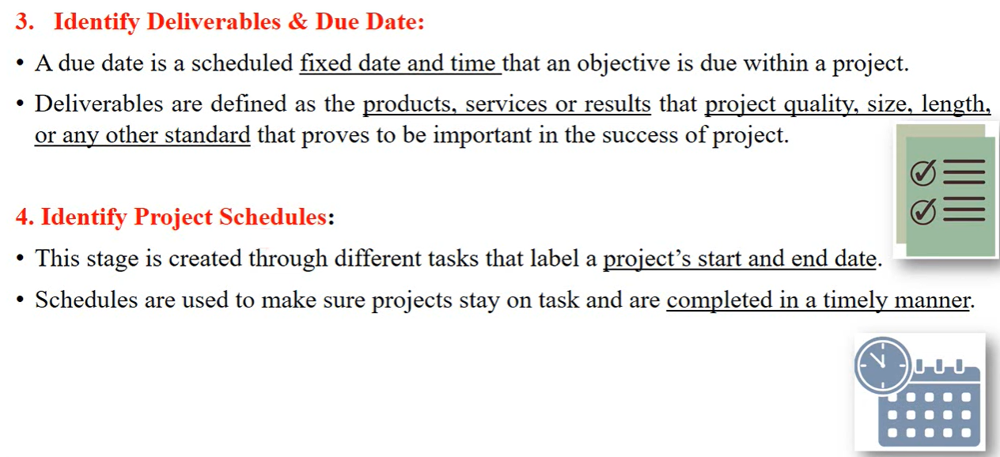 3. Identify Deliverables & Due Date:
• A due date is a scheduled fixed date and time that an objective is due within a project.
• Deliverables are defined as the products, services or results that project quality, size, length,
or any other standard that proves to be important in the success of project.
4. Identify Project Schedules:
• This stage is created through different tasks that label a project’s start and end date.
• Schedules are used to make sure projects stay on task and are completed in a timely manner.